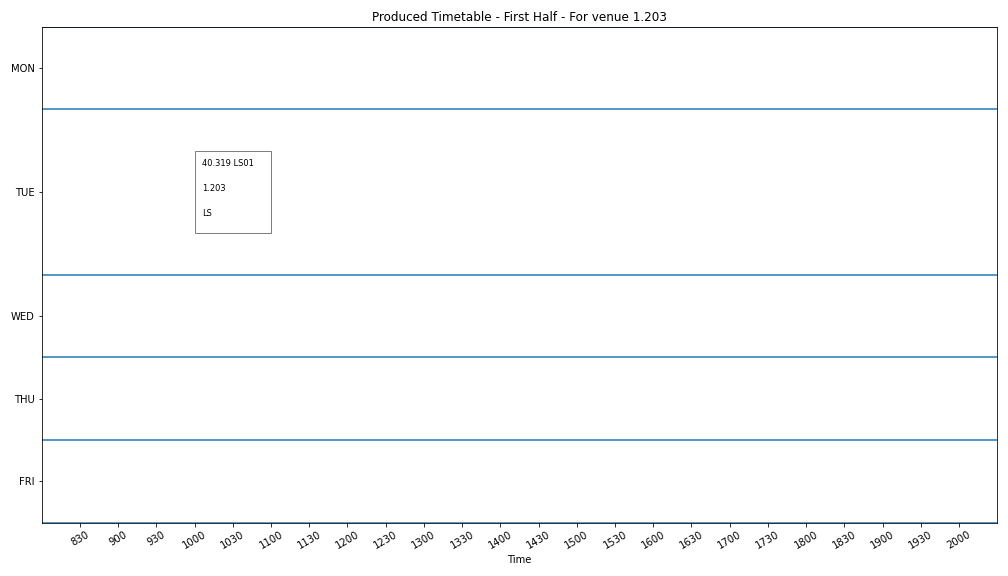 Produced Timetable - First Half - For venue 1.203
MON
TUE
40.319 LS01
1.203
LS
WED
THU
FRI
830 900 930 1000 1030 1100 1130 1200 1230 1300 1330 1400 1430 1500 1530 1600 1630 1700 1730 1800 1830 1900 1930 2000
Time